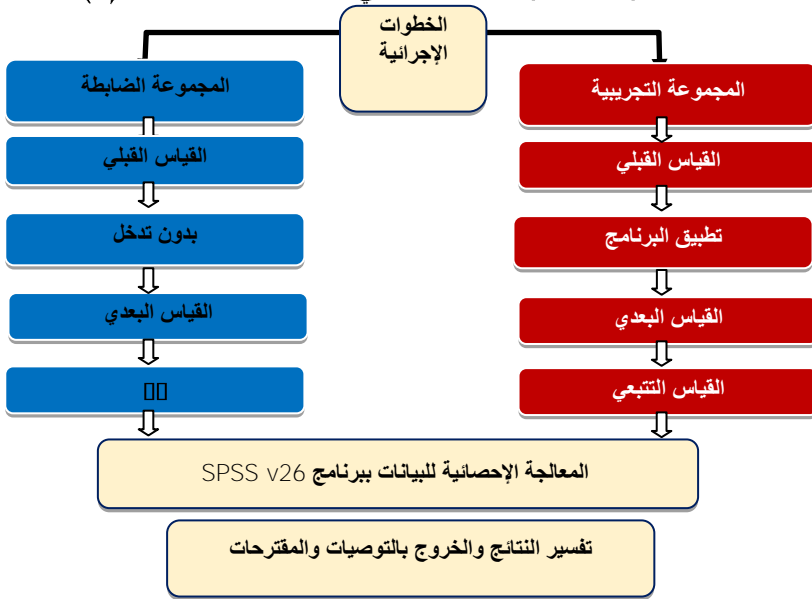 الخطوات
الإجرائية
المجموعة التجريبية
المجموعة الضابطة
القياس القبلي
القياس القبلي
تطبيق البرنامج
بدون تدخل
القياس البعدي
القياس البعدي
القياس التتبعي
المعالجة الإحصائية للبيانات ببرنامج SPSS v26
تفسير النتائج والخروج بالتوصيات والمقترحات